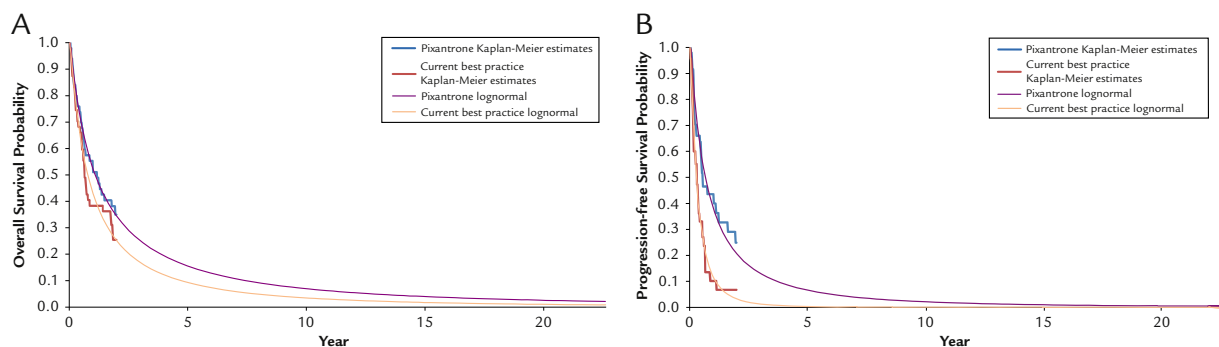 A
Overall Survival Probability
1.0
0.9
0.8
0.7
0.6
0.5
0.4
0.3
0.2
0.1
0.0
0
5
10
15
20
Year
Pixantrone Kaplan-Meier estimates
Current best practice
Kaplan-Meier estimates
Pixantrone lognormal
Current best practice lognormal
B
Progression-free Survival Probability
1.0
0.9
0.8
0.7
0.6
0.5
0.4
0.3
0.2
0.1
0.0
0
5
10
15
20
Year
Pixantrone Kaplan-Meier estimates
Current best practice
Kaplan-Meier estimates
Pixantrone lognormal
Current best practice lognormal